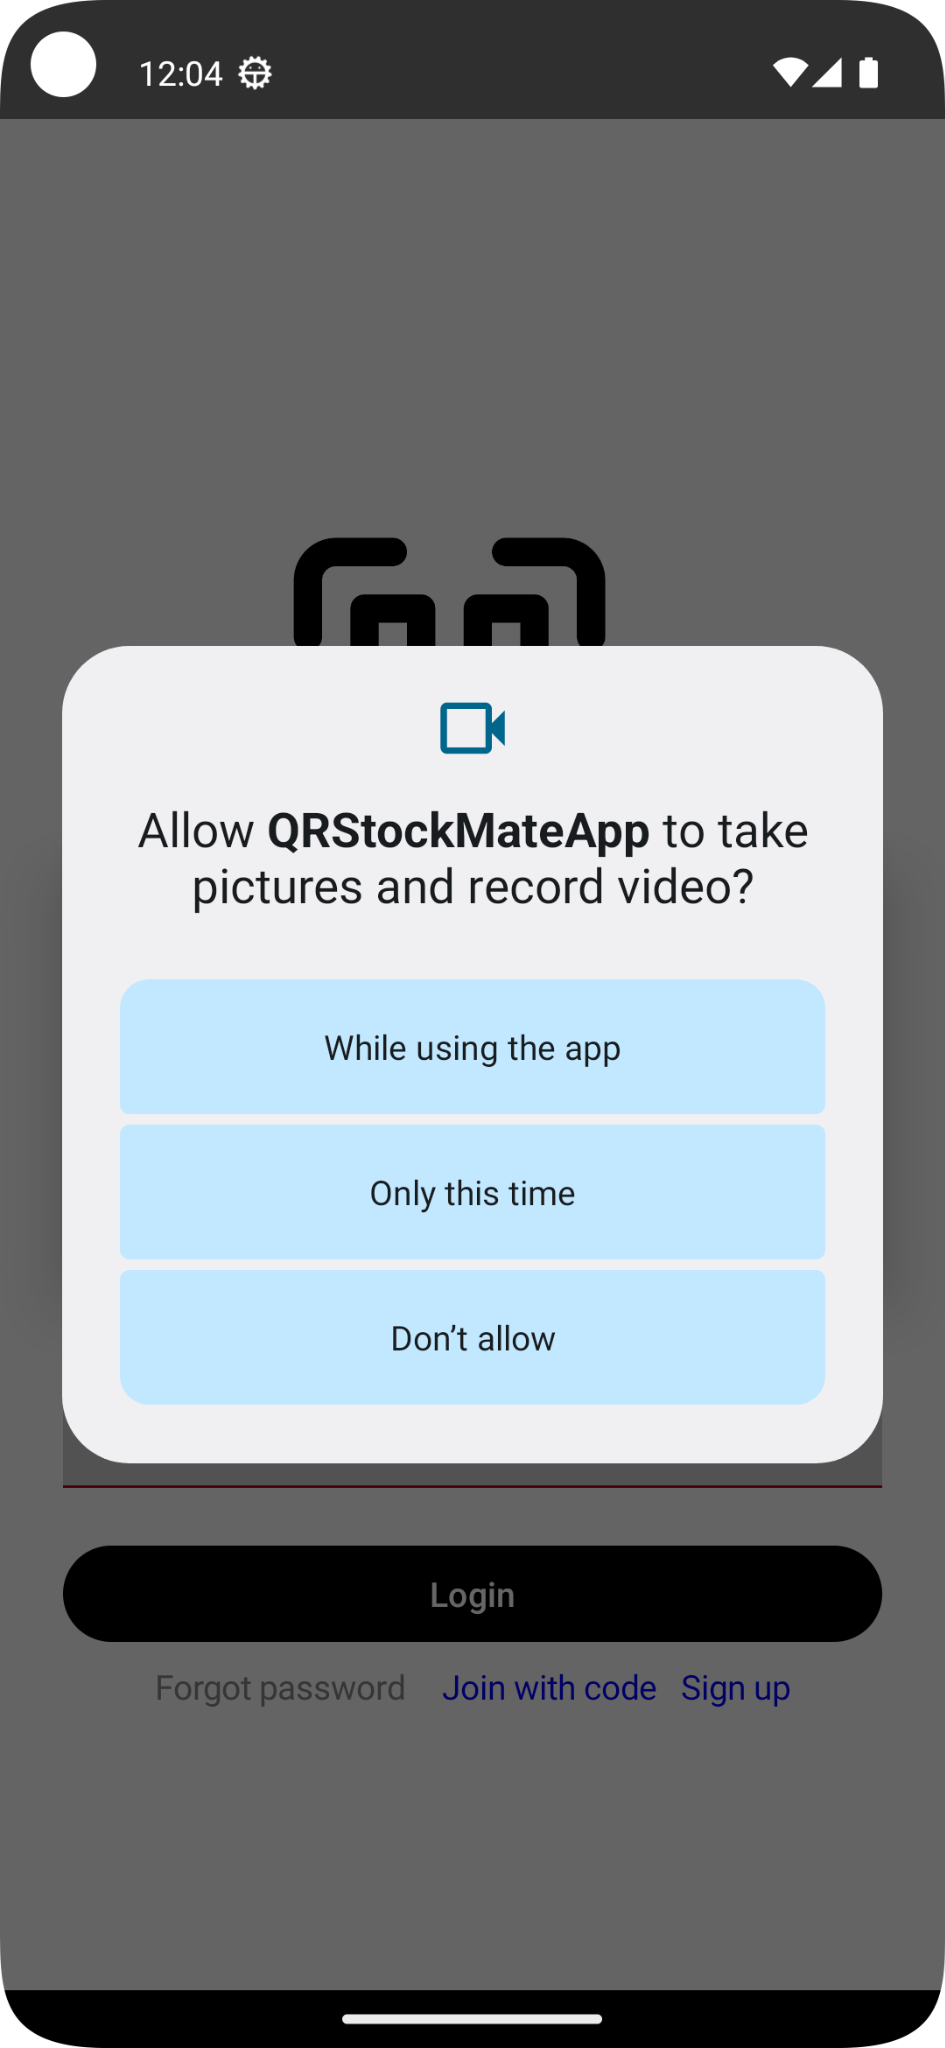 12:04
Allow QRStockMateApp to take
pictures and record video?
While using the app
Only this time
Don’t allow
Login
Forgot password Join with code Sign up